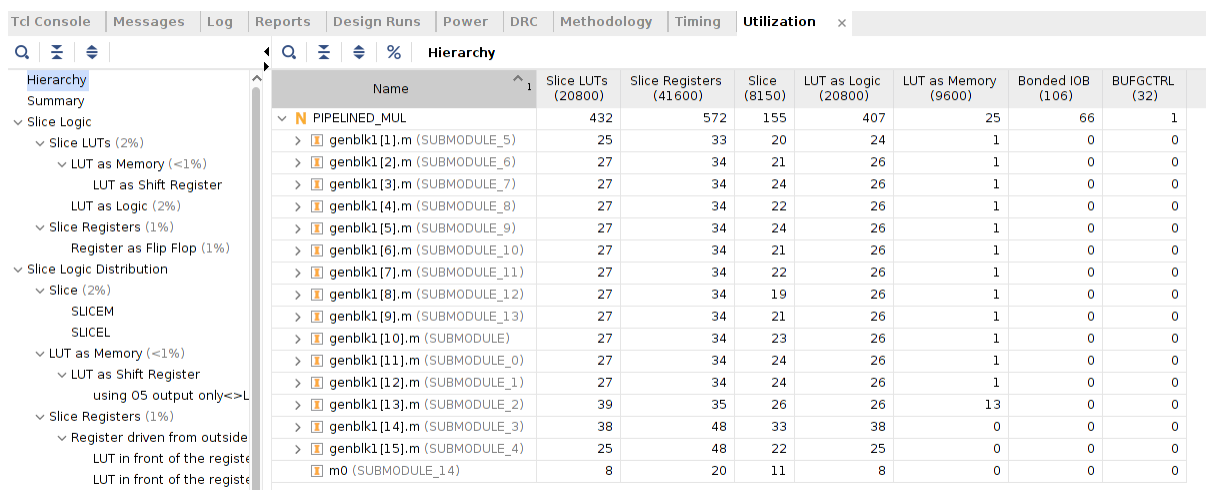 Tcl Console Messages Log Reports Design Runs Power DRC Methodology Timing Utilization ×
% Hierarchy
Hierarchy
Summary
Slice Logic
Slice LUTs (2%)
LUT as Memory (<1%)
LUT as Shift Register
LUT as Logic (2%)
Slice Registers (1%)
Register as Flip Flop (1%)
Slice Logic Distribution
Slice (2%)
SLICEM
SLICEL
LUT as Memory (<1%)
LUT as Shift Register
using O5 output only<>L
Slice Registers (1%)
Register driven from outside
LUT in front of the registe
LUT in front of the registe
Name 1 Slice LUTs (20800) Slice Registers (41600) Slice (8150) LUT as Logic (20800) LUT as Memory (9600) Bonded IOB (106) BUFGCTRL (32)
N PIPELINED_MUL 432 572 155 407 25 66 1
I genblk1[1].m (SUBMODULE_5) 25 33 20 24 1 0 0
I genblk1[2].m (SUBMODULE_6) 27 34 21 26 1 0 0
I genblk1[3].m (SUBMODULE_7) 27 34 24 26 1 0 0
I genblk1[4].m (SUBMODULE_8) 27 34 22 26 1 0 0
I genblk1[5].m (SUBMODULE_9) 27 34 24 26 1 0 0
I genblk1[6].m (SUBMODULE_10) 27 34 21 26 1 0 0
I genblk1[7].m (SUBMODULE_11) 27 34 22 26 1 0 0
I genblk1[8].m (SUBMODULE_12) 27 34 19 26 1 0 0
I genblk1[9].m (SUBMODULE_13) 27 34 21 26 1 0 0
I genblk1[10].m (SUBMODULE) 27 34 23 26 1 0 0
I genblk1[11].m (SUBMODULE_0) 27 34 24 26 1 0 0
I genblk1[12].m (SUBMODULE_1) 27 34 24 26 1 0 0
I genblk1[13].m (SUBMODULE_2) 39 35 26 26 13 0 0
I genblk1[14].m (SUBMODULE_3) 38 48 33 38 0 0 0
I genblk1[15].m (SUBMODULE_4) 25 48 22 25 0 0 0
I m0 (SUBMODULE_14) 8 20 11 8 0 0 0